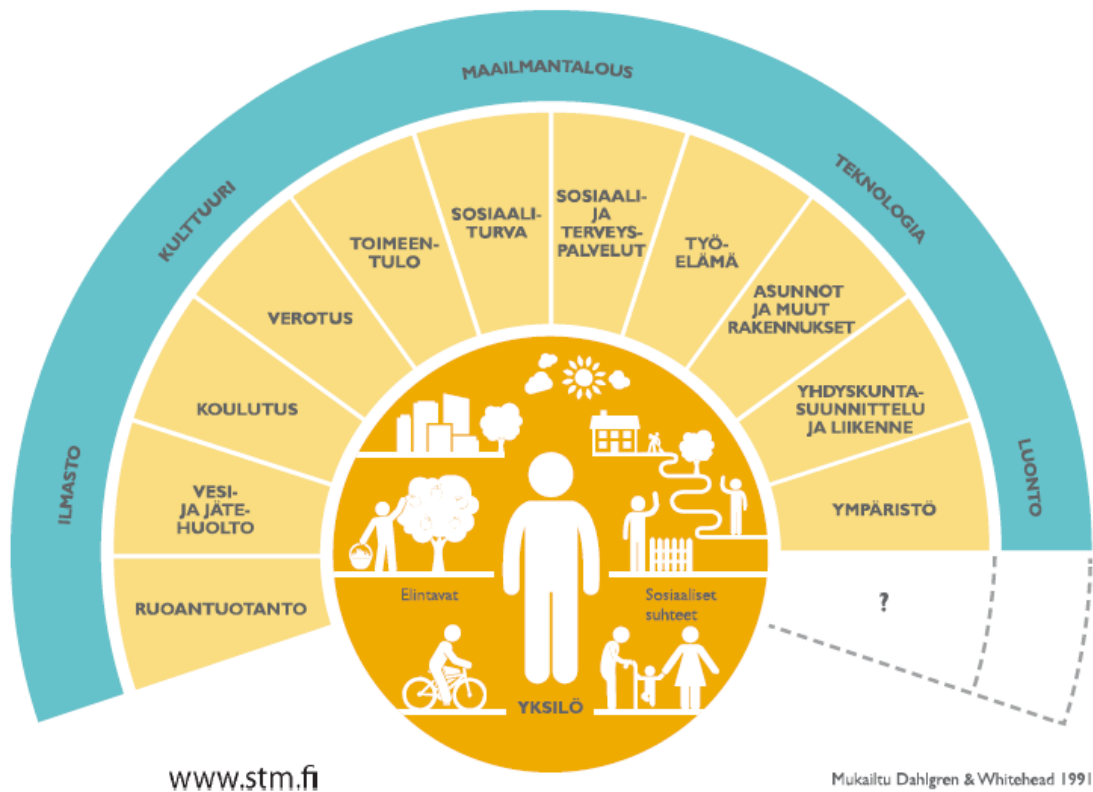 MAAILMANTALOUS
KULTTUURI
TEKNOLOGIA
ILMASTO
LUONTO
SOSIAALI-
TURVA
SOSIAALI-
JA
TERVEYS-
PALVELUT
TOIMEEN-
TULO
TYÖ-
ELÄMÄ
VEROTUS
ASUNNOT
JA MUUT
RAKENNUKSET
KOULUTUS
YHDYSKUNTA-
SUUNNITTELU
JA LIIKENNE
VESI-
JA JÄTE-
HUOLTO
YMPÄRISTÖ
RUOANTUOTANTO
?
Elintavat
Sosiaaliset
suhteet
YKSILÖ
www.stm.fi
Mukailtu Dahlgren & Whitehead 1991